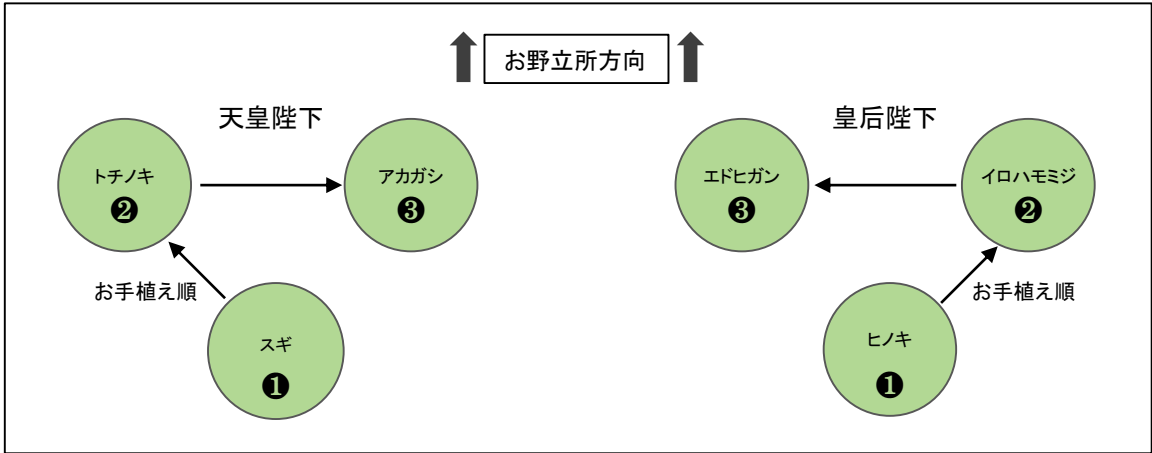 お野立所方向
天皇陛下
皇后陛下
トチノキ
❷
アカガシ
❸
エドヒガン
❸
イロハモミジ
❷
お手植え順
お手植え順
スギ
❶
ヒノキ
❶